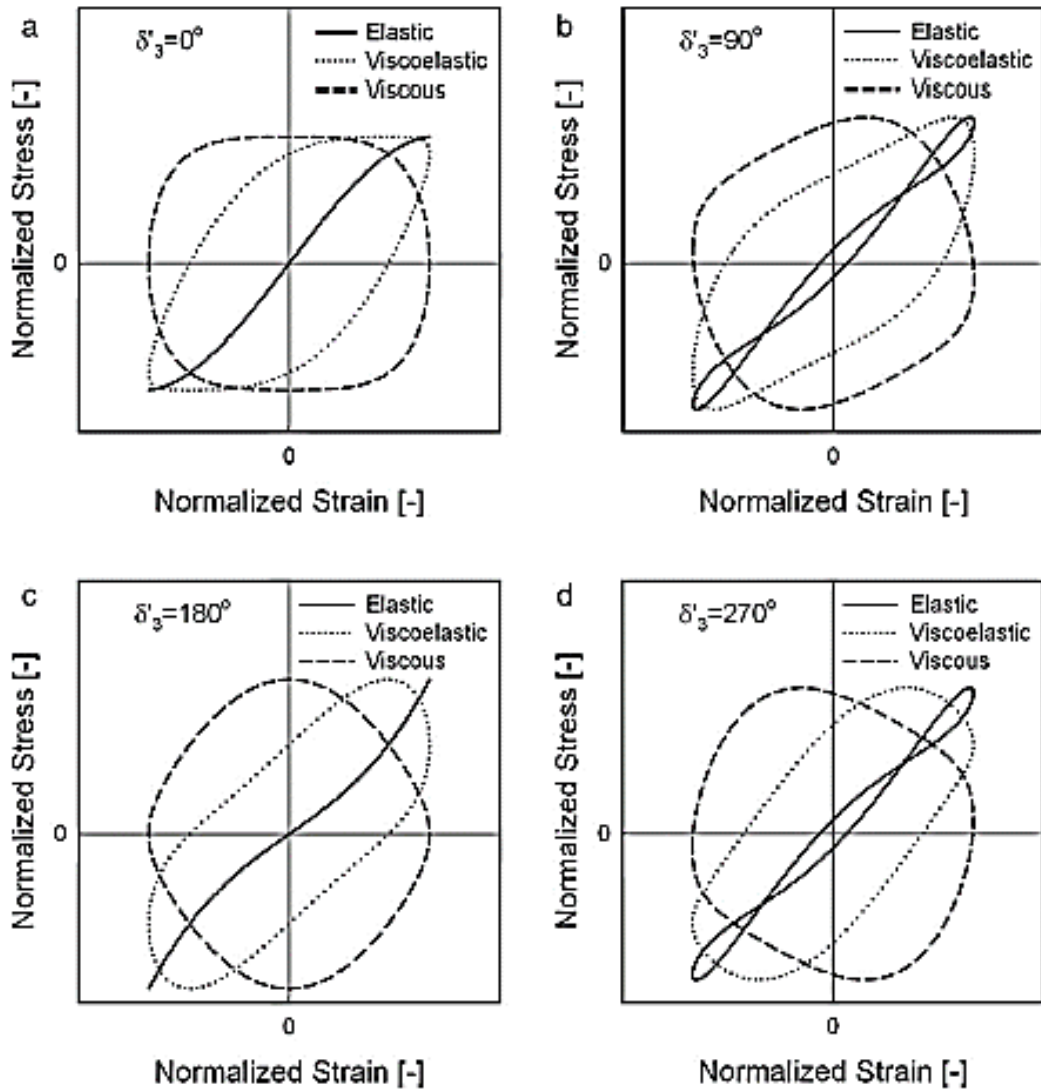 a
δ'₃=0°
Elastic
Viscoelastic
Viscous
Normalized Stress [-]
0
0
Normalized Strain [-]
b
δ'₃=90°
Elastic
Viscoelastic
Viscous
Normalized Stress [-]
0
0
Normalized Strain [-]
c
δ'₃=180°
Elastic
Viscoelastic
Viscous
Normalized Stress [-]
0
0
Normalized Strain [-]
d
δ'₃=270°
Elastic
Viscoelastic
Viscous
Normalized Stress [-]
0
0
Normalized Strain [-]